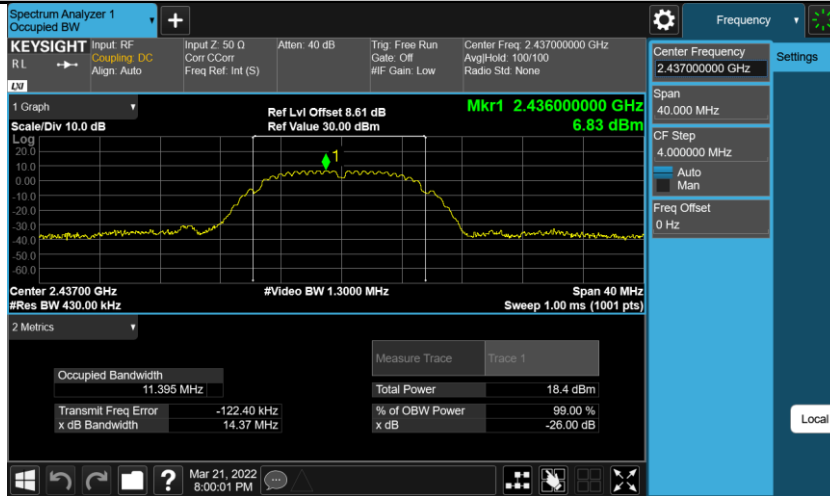 Spectrum Analyzer 1
Occupied BW
+
Frequency
KEYSIGHT
RL
LXI
Input: RF
Coupling: DC
Align: Auto
Input Z: 50 Ω
Corr CCorr
Freq Ref: Int (S)
Atten: 40 dB
Trig: Free Run
Gate: Off
#IF Gain: Low
Center Freq: 2.437000000 GHz
Avg|Hold: 100/100
Radio Std: None
Center Frequency
2.437000000 GHz
Settings
Span
40.000 MHz
CF Step
4.000000 MHz
Auto
Man
Freq Offset
0 Hz
Local
1 Graph
Scale/Div 10.0 dB
Ref Lvl Offset 8.61 dB
Ref Value 30.00 dBm
Mkr1 2.436000000 GHz
6.83 dBm
Log
20.0
10.0
0.00
-10.0
-20.0
-30.0
-40.0
-50.0
-60.0
1
Center 2.43700 GHz
#Res BW 430.00 kHz
#Video BW 1.3000 MHz
Span 40 MHz
Sweep 1.00 ms (1001 pts)
2 Metrics
Measure Trace Trace 1
Occupied Bandwidth
11.395 MHz
Total Power 18.4 dBm
Transmit Freq Error -122.40 kHz
% of OBW Power 99.00 %
x dB Bandwidth 14.37 MHz
x dB -26.00 dB
?
Mar 21, 2022
8:00:01 PM